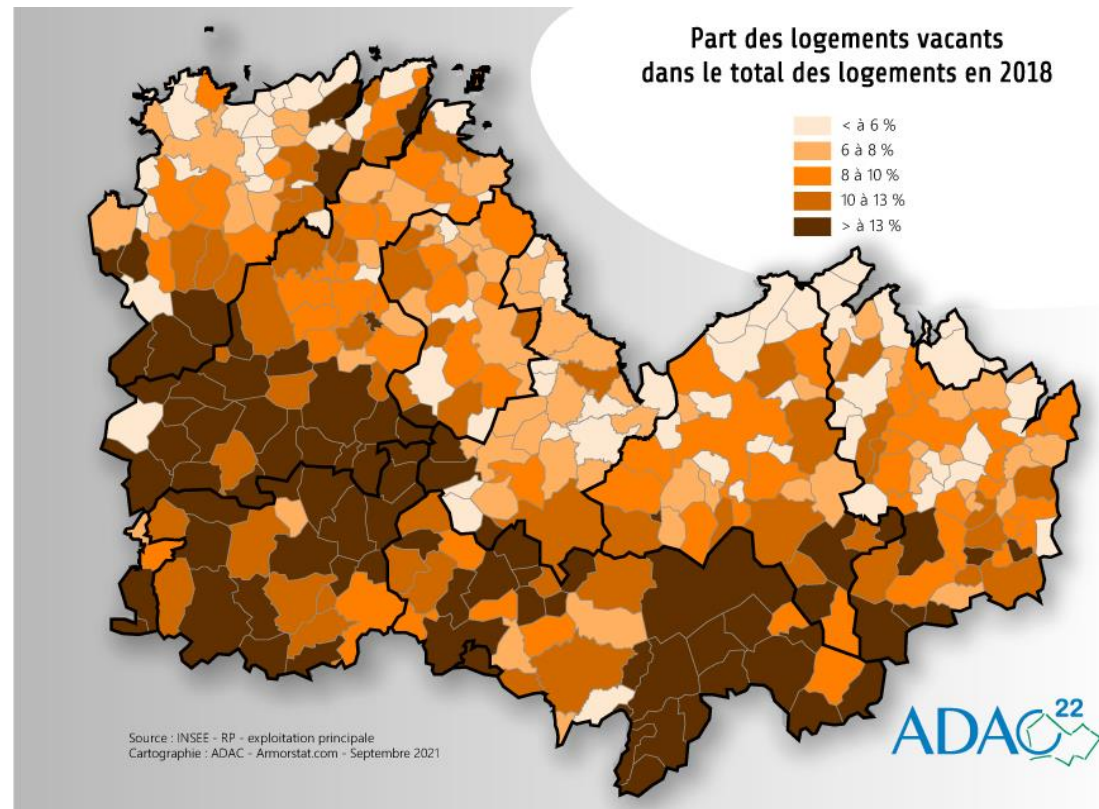 Part des logements vacants
dans le total des logements en 2018
< à 6 %
6 à 8 %
8 à 10 %
10 à 13 %
> à 13 %
Source : INSEE - RP - exploitation principale
Cartographie : ADAC - Armorstat.com - Septembre 2021
ADAC 22